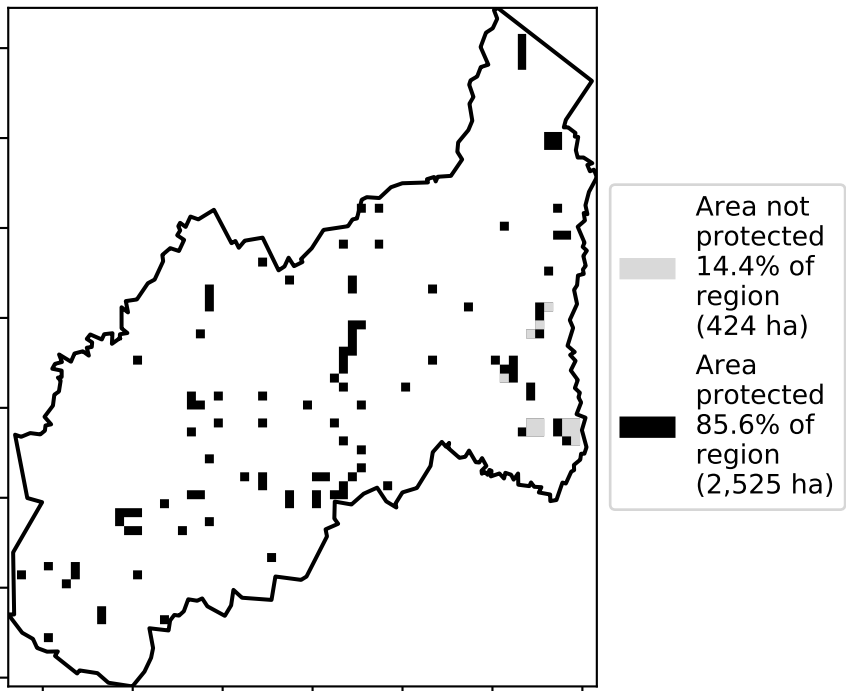 Area not
protected
14.4% of
region
(424 ha)
Area
protected
85.6% of
region
(2,525 ha)